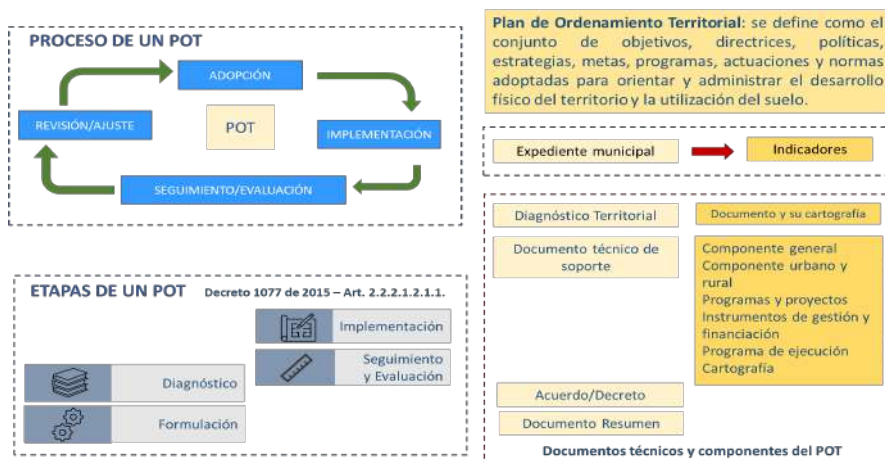 PROCESO DE UN POT
ADOPCIÓN
REVISIÓN/AJUSTE
POT
IMPLEMENTACIÓN
SEGUIMIENTO/EVALUACIÓN
Plan de Ordenamiento Territorial: se define como el
conjunto de objetivos, directrices, políticas,
estrategias, metas, programas, actuaciones y normas
adoptadas para orientar y administrar el desarrollo
físico del territorio y la utilización del suelo.
Expediente municipal
Indicadores
ETAPAS DE UN POT Decreto 1077 de 2015 – Art. 2.2.2.1.2.1.1.
Implementación
Seguimiento
y Evaluación
Diagnóstico
Formulación
Diagnóstico Territorial
Documento y su cartografía
Documento técnico de
soporte
Componente general
Componente urbano y
rural
Programas y proyectos
Instrumentos de gestión y
financiación
Programa de ejecución
Cartografía
Acuerdo/Decreto
Documento Resumen
Documentos técnicos y componentes del POT